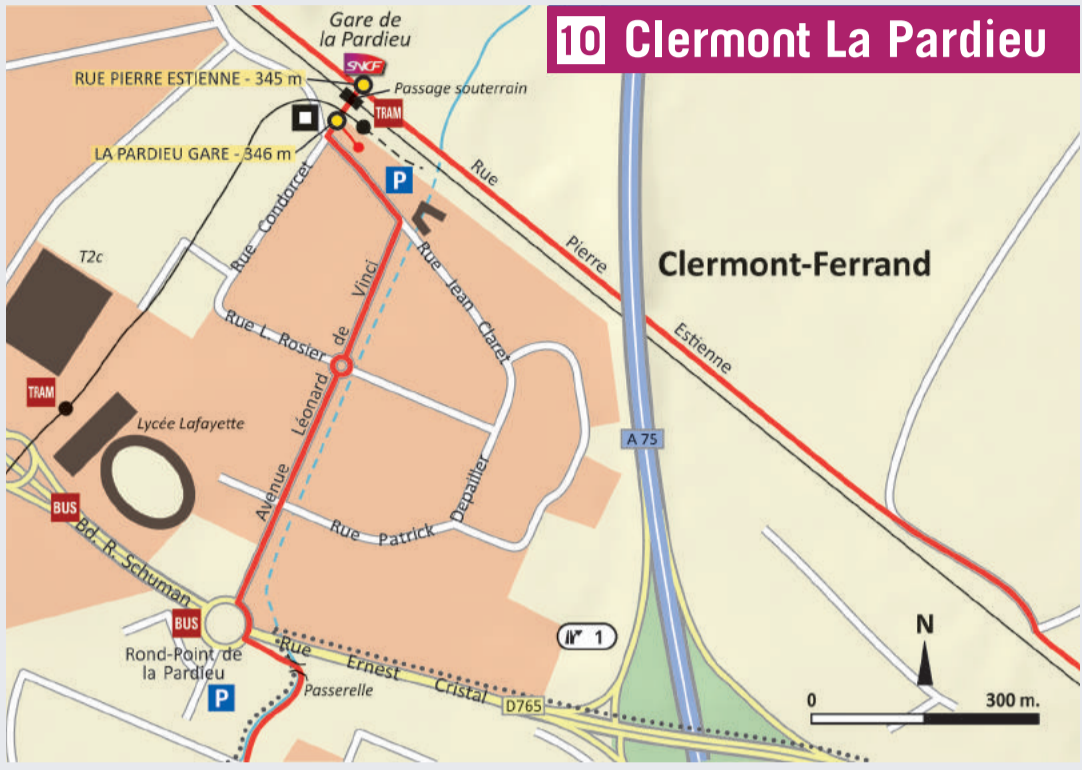 10 Clermont La Pardieu
Gare de
la Pardieu
SNCF
RUE PIERRE ESTIENNE - 345 m
Passage souterrain
TRAM
LA PARDIEU GARE - 346 m
P
Rue Pierre Estienne
Rue Condorcet
T2c
Clermont-Ferrand
Rue Jean Claret
Avenue Léonard de Vinci
Rue L. Rosier
TRAM
Lycée Lafayette
A 75
BUS
Rue Patrick Depailler
Bd. R. Schuman
BUS
1
N
Rond-Point de
la Pardieu
Rue Ernest Cristal
Passerelle
P
D765
0 300 m.